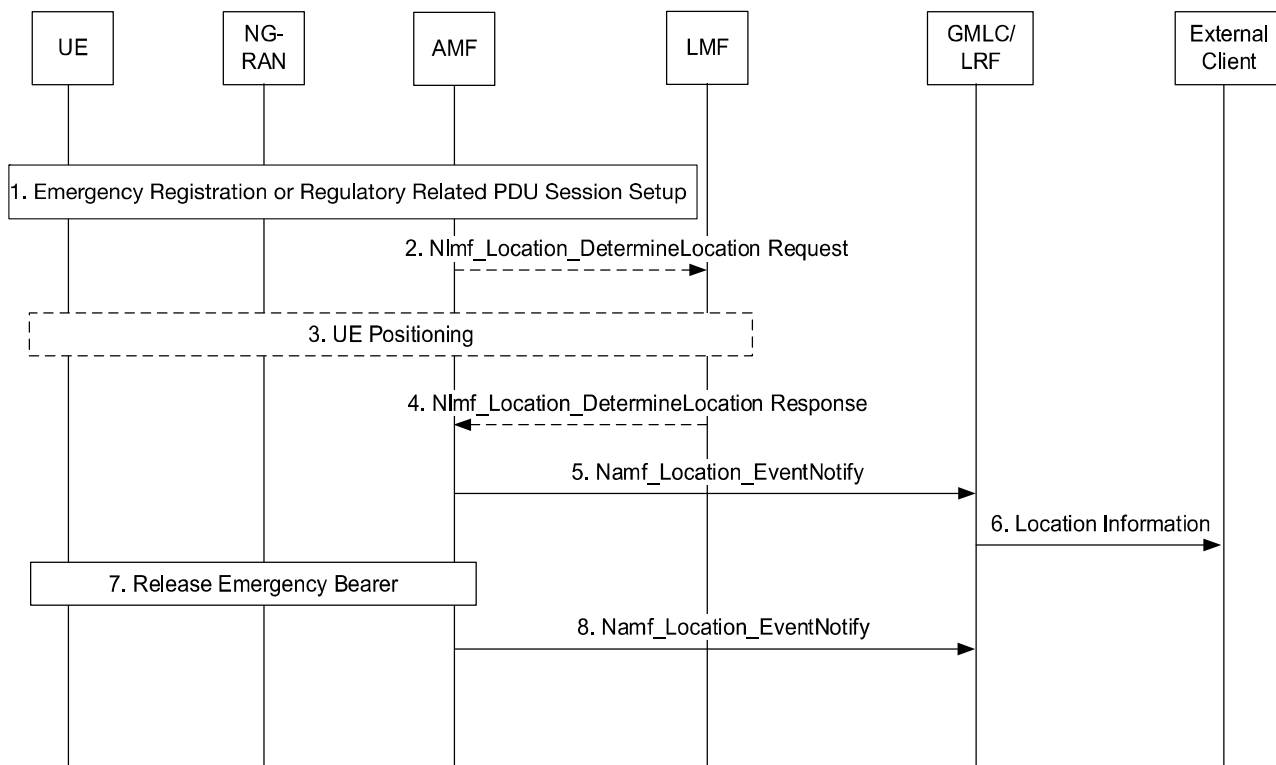 UE
NG-
RAN
AMF
LMF
GMLC/
LRF
External
Client
1. Emergency Registration or Regulatory Related PDU Session Setup
2. Nlmf_Location_DetermineLocation Request
3. UE Positioning
4. Nlmf_Location_DetermineLocation Response
5. Namf_Location_EventNotify
6. Location Information
7. Release Emergency Bearer
8. Namf_Location_EventNotify